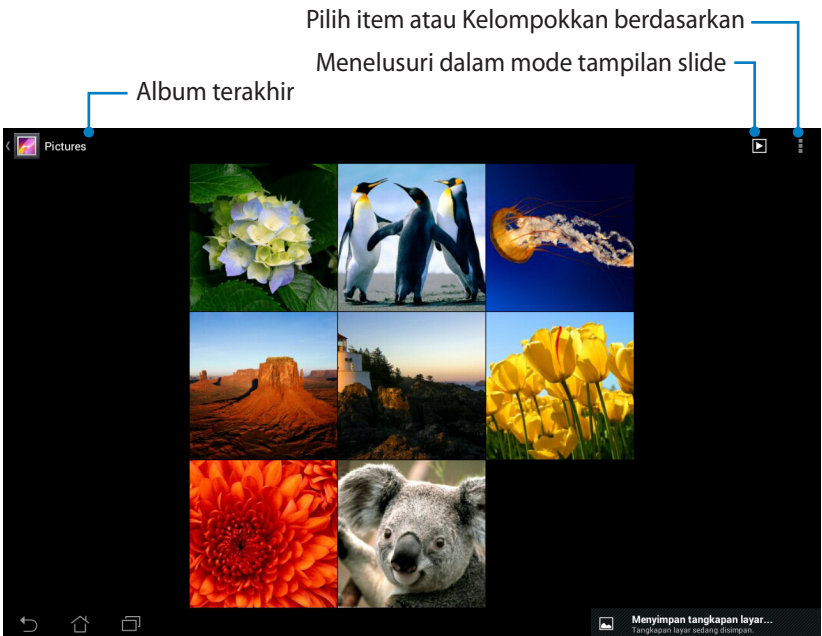 Pilih item atau Kelompokkan berdasarkan
Menelusuri dalam mode tampilan slide
Album terakhir
Pictures
Menyimpan tangkapan layar...
Tangkapan layar sedang disimpan.